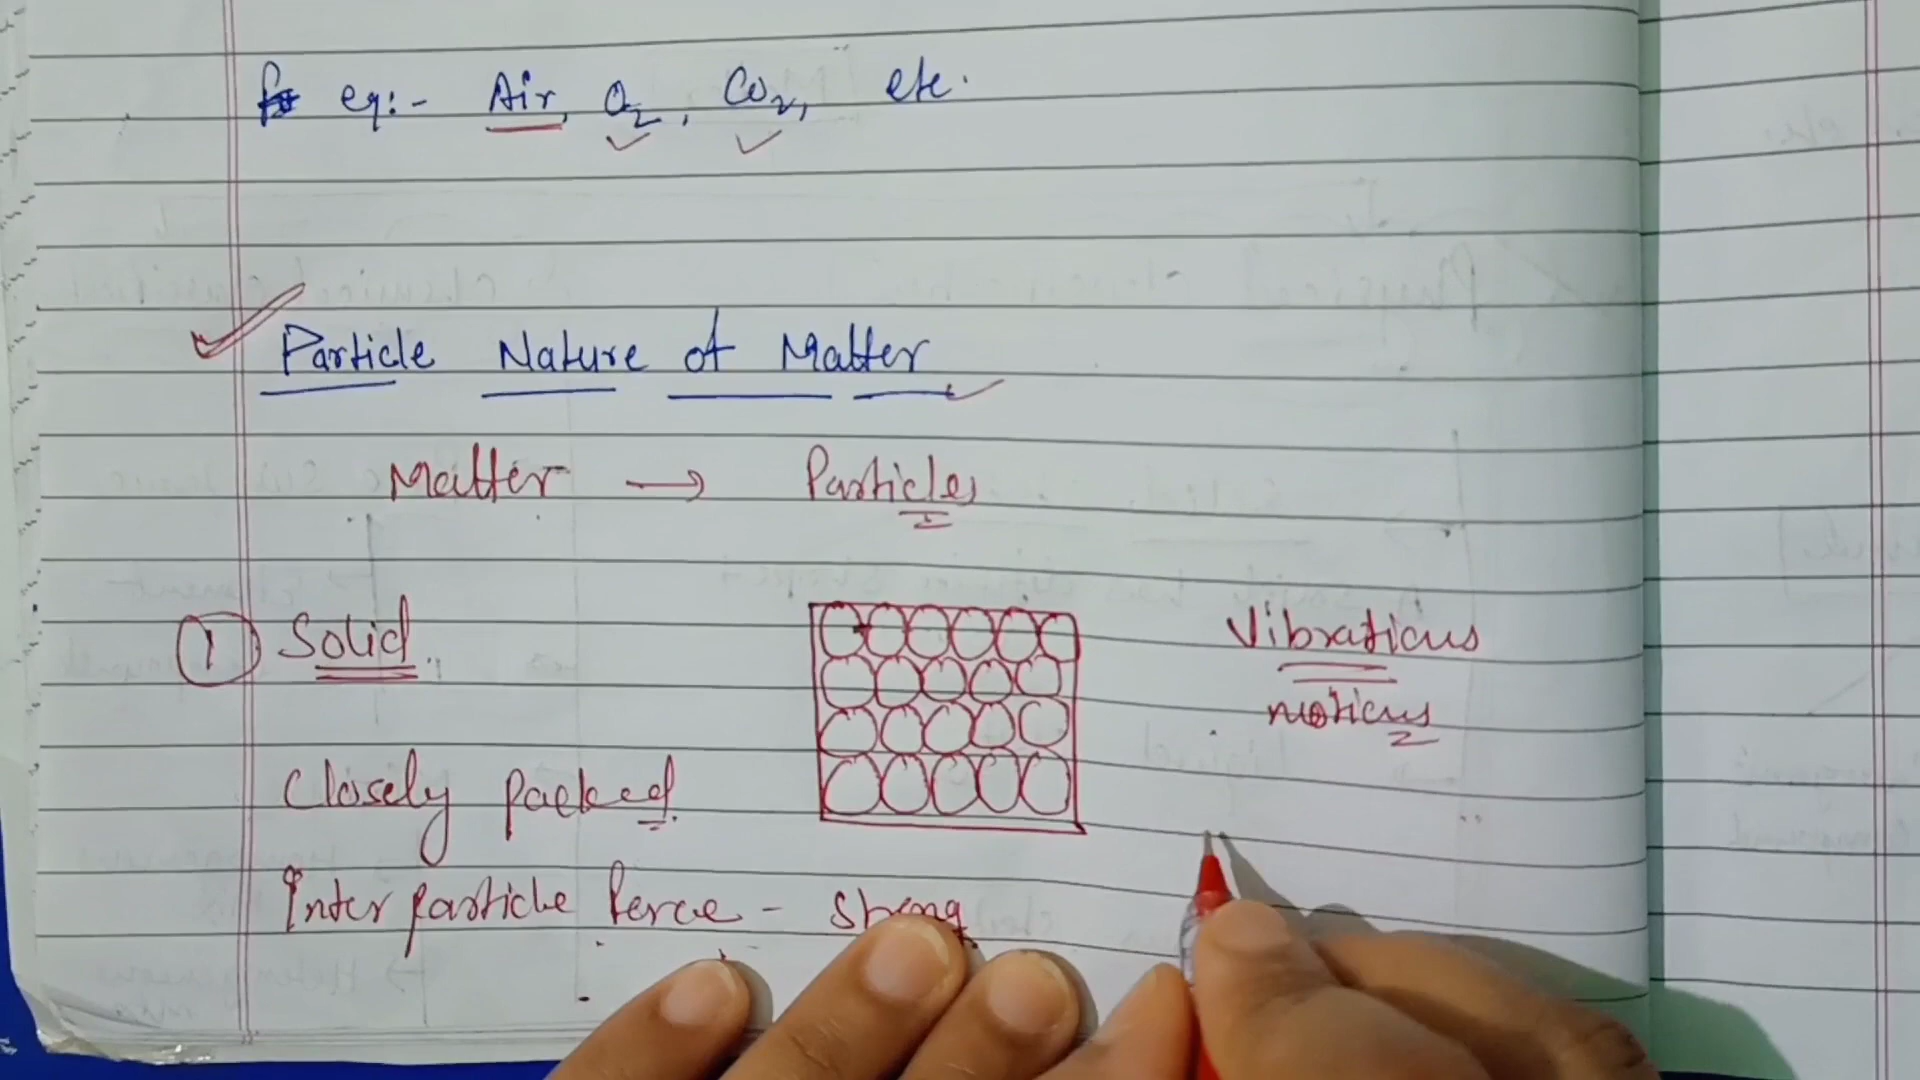 eg:- Air, O2, CO2, etc.
Particle Nature of Matter
Matter → Particles
1 Solid
Vibrations
motions
Closely Packed.
Inter particle force - strong